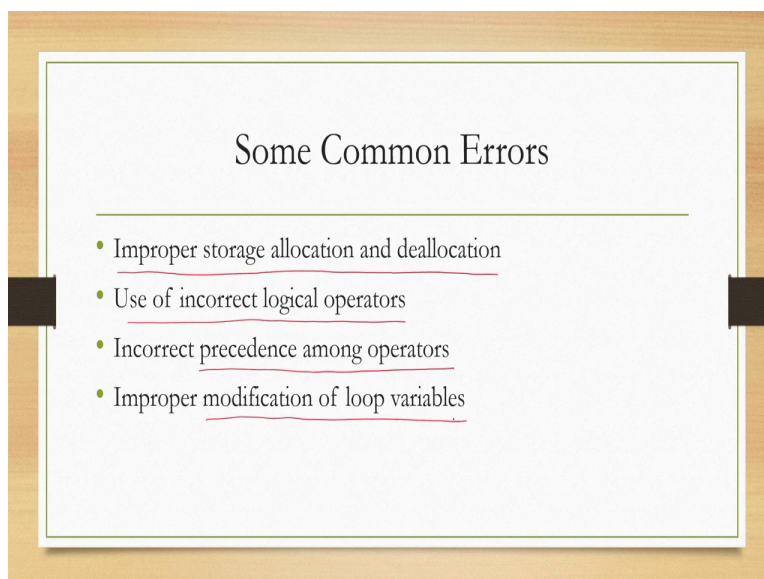 Some Common Errors
• Improper storage allocation and deallocation
• Use of incorrect logical operators
• Incorrect precedence among operators
• Improper modification of loop variables